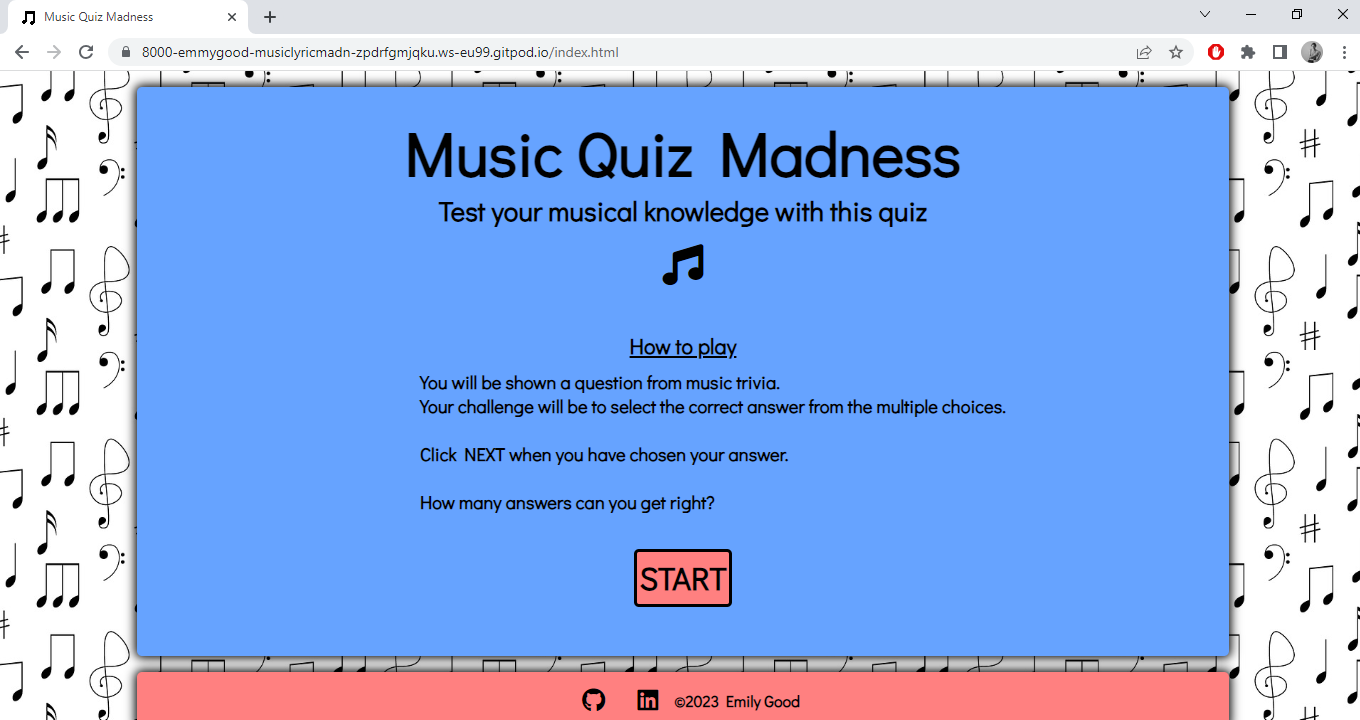 Music Quiz Madness
8000-emmygood-musiclyricmadn-zpdrfgmjqku.ws-eu99.gitpod.io/index.html
Music Quiz Madness
Test your musical knowledge with this quiz
How to play
You will be shown a question from music trivia.
Your challenge will be to select the correct answer from the multiple choices.
Click NEXT when you have chosen your answer.
How many answers can you get right?
START
in ©2023 Emily Good